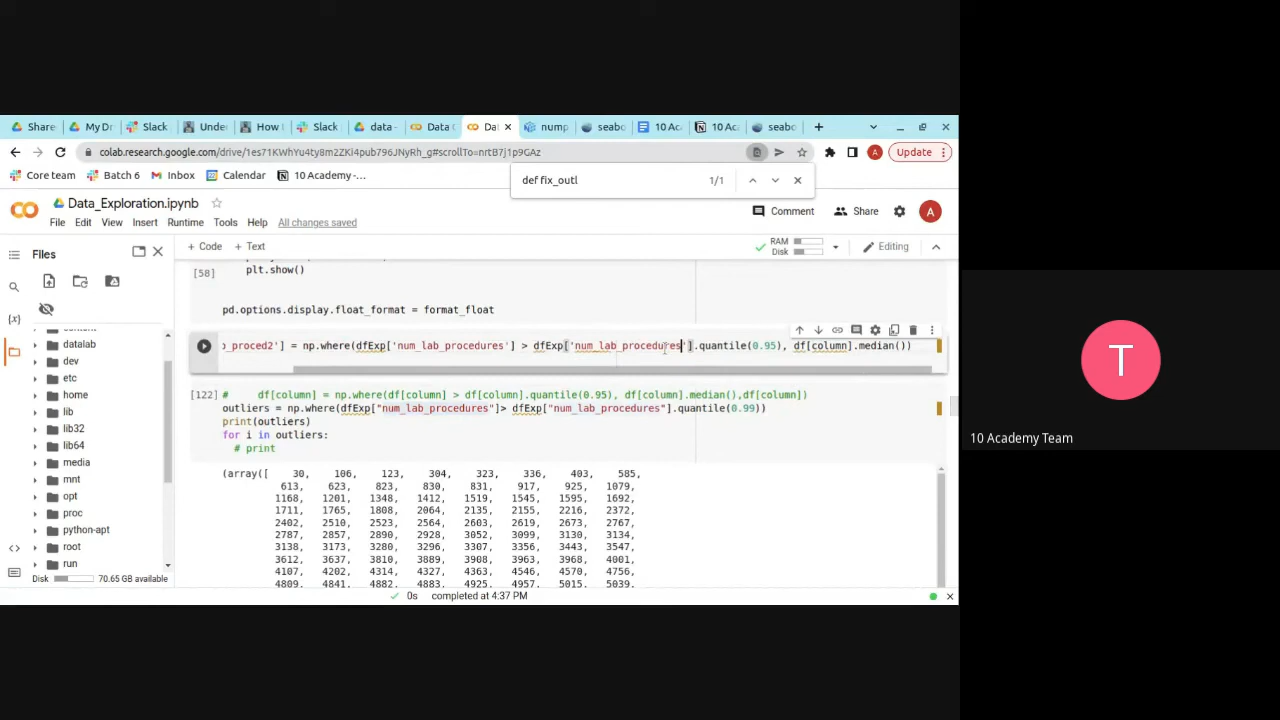 Share
My Dr
Slack
Unde
How I
Slack
data -
Data C
Dat
nump
seabo
10 Aca
10 Aca
seabo
colab.research.google.com/drive/1es71KWhYu4ty8m2ZKi4pub796JNyRh_g#scrollTo=nrtB7j1p9GAz
Update
Core team
Batch 6
Inbox
Calendar
10 Academy -...
def fix_outl
1/1
Data_Exploration.ipynb
File Edit View Insert Runtime Tools Help All changes saved
Comment
Share
A
+ Code + Text
RAM
Disk
Editing
Files
datalab
dev
etc
home
lib
lib32
lib64
media
mnt
opt
proc
python-apt
root
run
Disk
70.65 GB available
[58]
plt.show()
pd.options.display.float_format = format_float
_proced2'] = np.where(dfExp['num_lab_procedures'] > dfExp['num_lab_procedures'].quantile(0.95), df[column].median())
[122] # df[column] = np.where(df[column] > df[column].quantile(0.95), df[column].median(),df[column])
outliers = np.where(dfExp["num_lab_procedures"]> dfExp["num_lab_procedures"].quantile(0.99))
print(outliers)
for i in outliers:
# print
(array([ 30, 106, 123, 304, 323, 336, 403, 585,
613, 623, 823, 830, 831, 917, 925, 1079,
1168, 1201, 1348, 1412, 1519, 1545, 1595, 1692,
1711, 1765, 1808, 2064, 2135, 2155, 2216, 2372,
2402, 2510, 2523, 2564, 2603, 2619, 2673, 2767,
2787, 2857, 2890, 2928, 3052, 3099, 3130, 3134,
3138, 3173, 3280, 3296, 3307, 3356, 3443, 3547,
3612, 3637, 3810, 3889, 3908, 3963, 3968, 4001,
4107, 4202, 4314, 4327, 4363, 4546, 4570, 4756,
4809, 4841, 4882, 4883, 4925, 4957, 5015, 5039,
0s completed at 4:37 PM
T
10 Academy Team